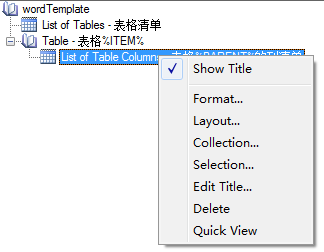 wordTemplate
List of Tables - 表格清单
Table - 表格%ITEM%
List of Table Columns
Show Title
Format...
Layout...
Collection...
Selection...
Edit Title...
Delete
Quick View